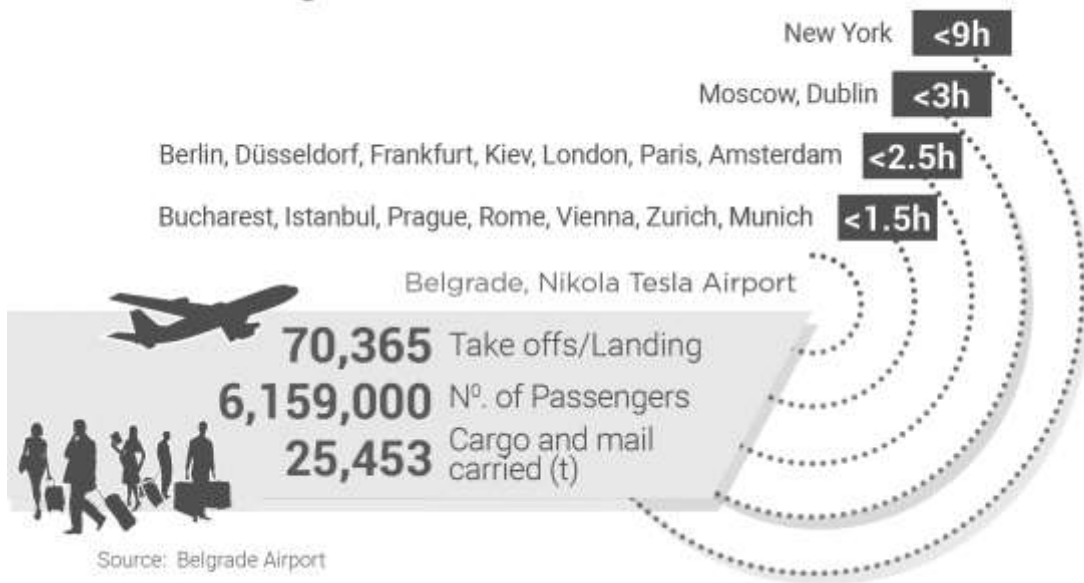 New York <9h
Moscow, Dublin <3h
Berlin, Düsseldorf, Frankfurt, Kiev, London, Paris, Amsterdam <2.5h
Bucharest, Istanbul, Prague, Rome, Vienna, Zurich, Munich <1.5h
Belgrade, Nikola Tesla Airport
70,365 Take offs/Landing
6,159,000 Nº. of Passengers
25,453 Cargo and mail
carried (t)
Source: Belgrade Airport